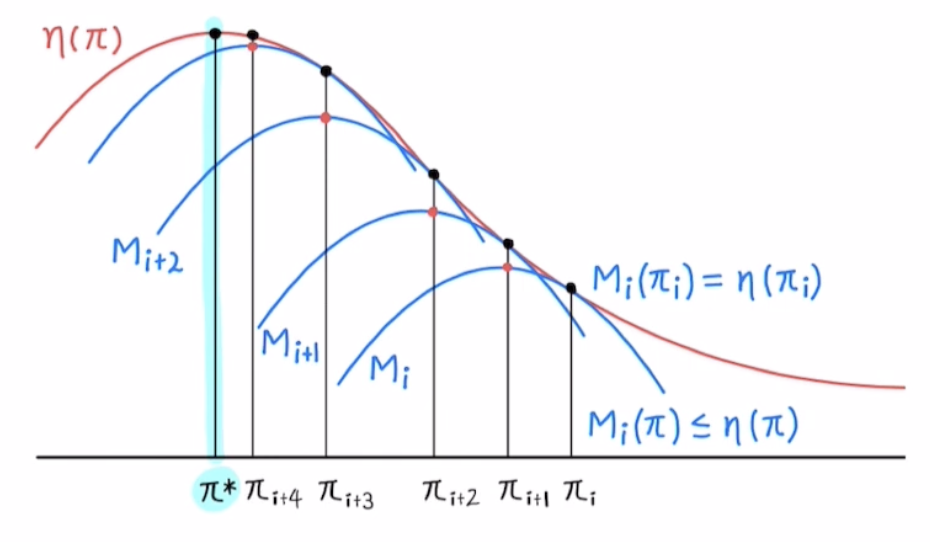 η(π)
M_{i+2}
M_{i+1}
M_i
M_i(π_i) = η(π_i)
M_i(π) ≤ η(π)
π* π_{i+4} π_{i+3} π_{i+2} π_{i+1} π_i